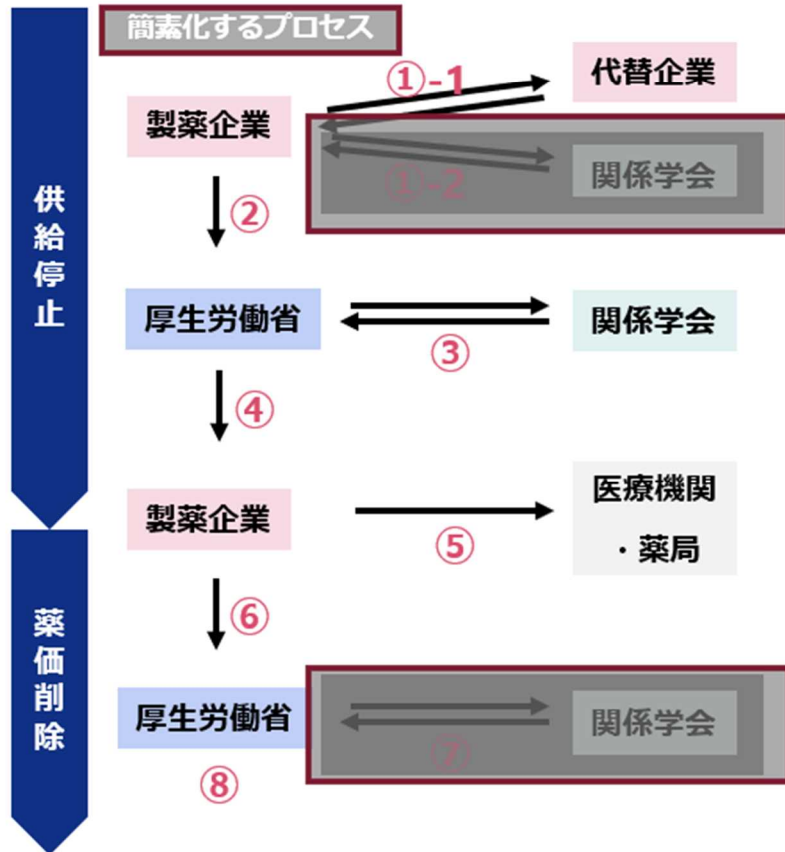 簡素化するプロセス
供給停止
①-1
代替企業
製薬企業
①-2
関係学会
②
厚生労働省
③
関係学会
④
製薬企業
⑤
医療機関
・薬局
薬価削除
⑥
厚生労働省
⑦
関係学会
⑧